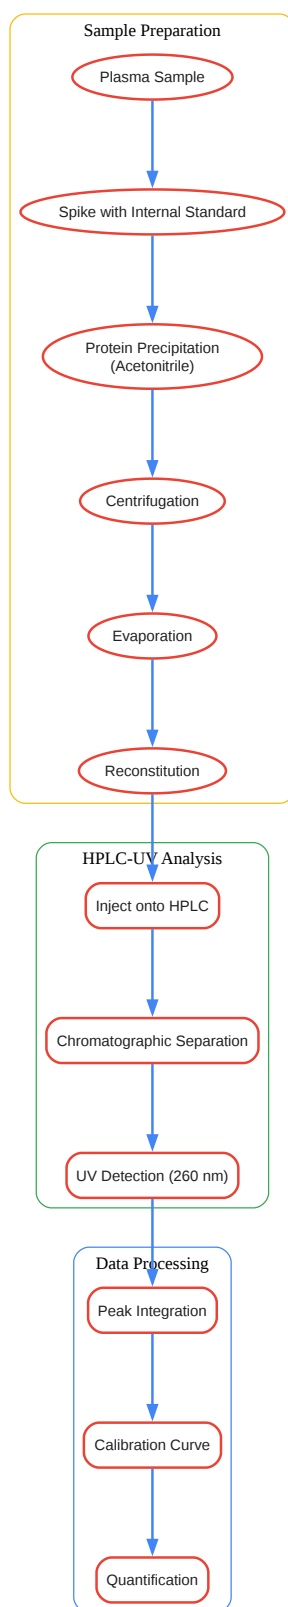 Sample Preparation
Plasma Sample
Spike with Internal Standard
Protein Precipitation
(Acetonitrile)
Centrifugation
Evaporation
Reconstitution
HPLC-UV Analysis
Inject onto HPLC
Chromatographic Separation
UV Detection (260 nm)
Data Processing
Peak Integration
Calibration Curve
Quantification